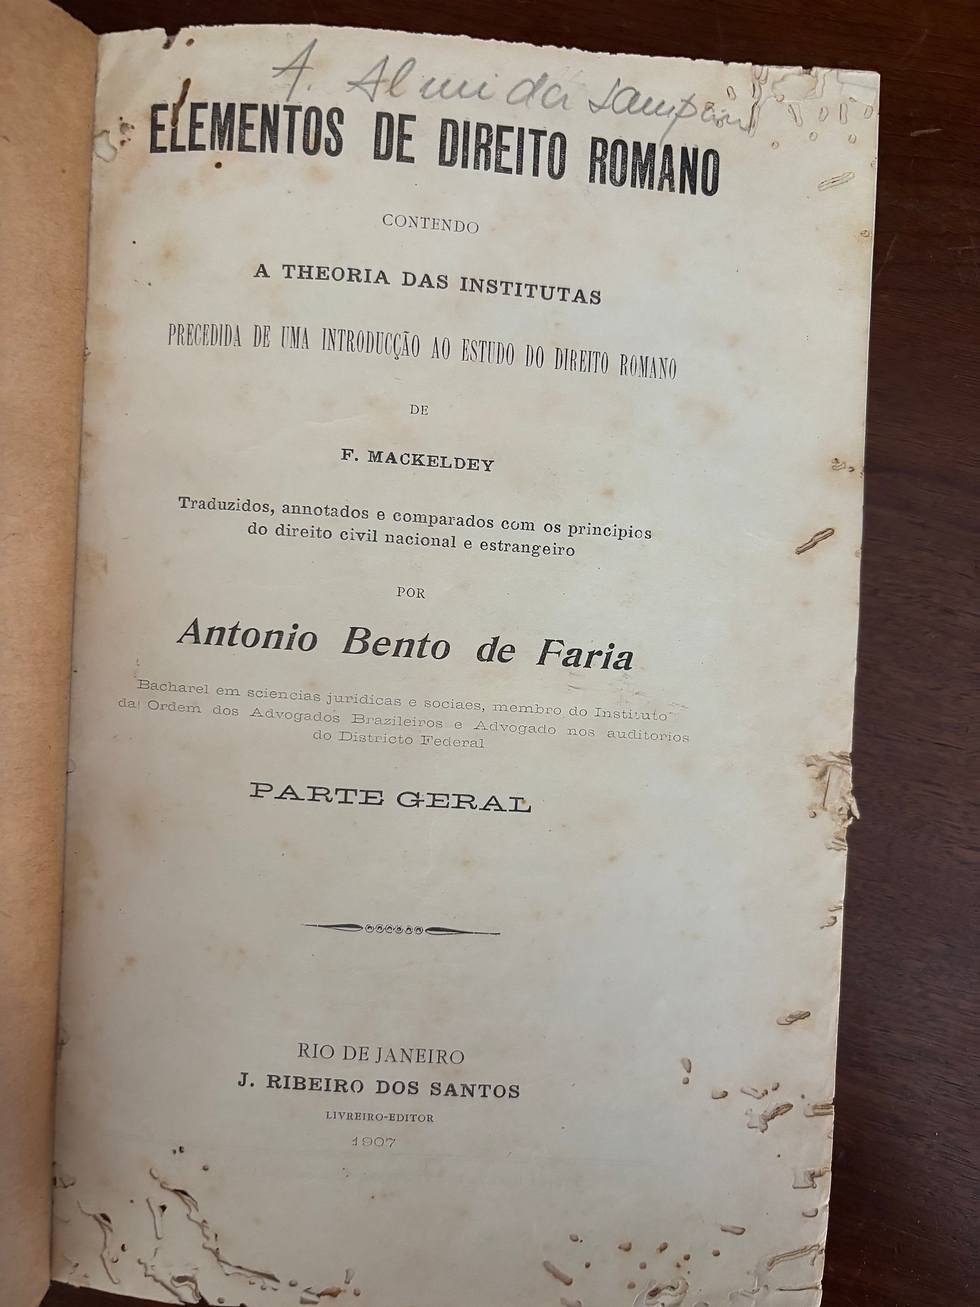 A. Almeida Sampaio
ELEMENTOS DE DIREITO ROMANO
CONTENDO
A THEORIA DAS INSTITUTAS
PRECEDIDA DE UMA INTRODUCÇÃO AO ESTUDO DO DIREITO ROMANO
DE
F. MACKELDEY
Traduzidos, annotados e comparados com os principios
do direito civil nacional e estrangeiro
POR
Antonio Bento de Faria
Bacharel em sciencias juridicas e sociaes, membro do Instituto
da Ordem dos Advogados Brazileiros e Advogado nos auditorios
do Districto Federal
PARTE GERAL
RIO DE JANEIRO
J. RIBEIRO DOS SANTOS
LIVREIRO-EDITOR
1907